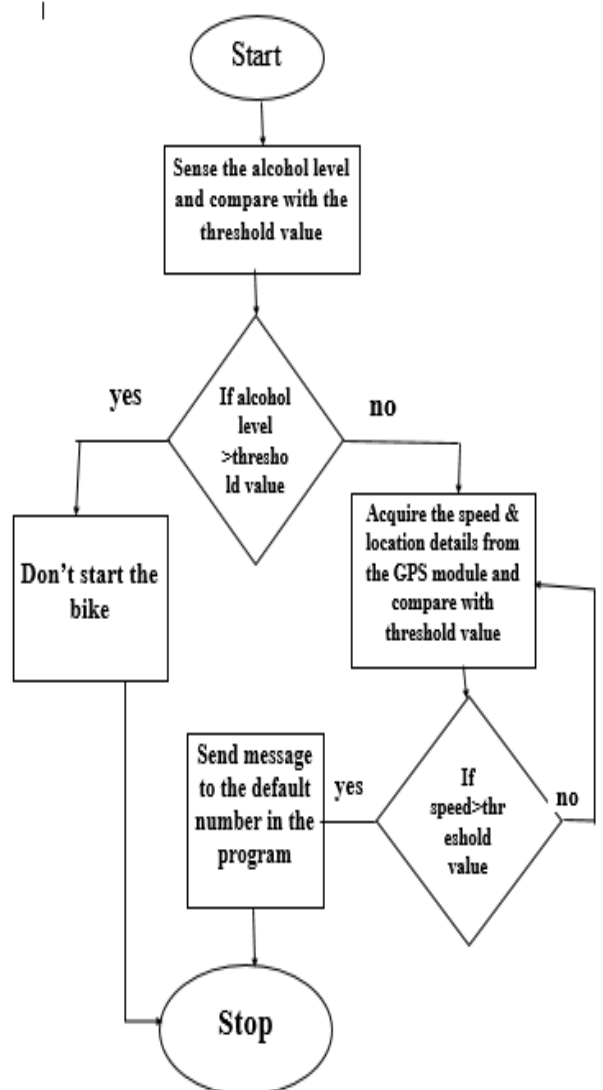 Start
Sense the alcohol level
and compare with the
threshold value
yes
If alcohol
level
>thresho
ld value
no
Don't start the
bike
Acquire the speed &
location details from
the GPS module and
compare with
threshold value
Send message
to the default
number in the
program
yes
If
speed>thr
eshold
value
no
Stop